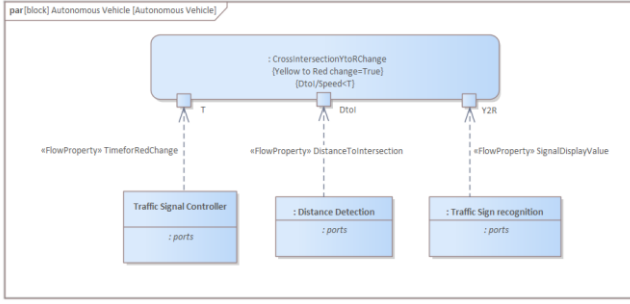 par [block] Autonomous Vehicle [Autonomous Vehicle]
: CrossIntersectionYtoRChange
{Yellow to Red change=True}
{DtoI/Speed<T}
T
DtoI
Y2R
«FlowProperty» TimeforRedChange
«FlowProperty» DistanceToIntersection
«FlowProperty» SignalDisplayValue
Traffic Signal Controller
: ports
: Distance Detection
: ports
: Traffic Sign recognition
: ports